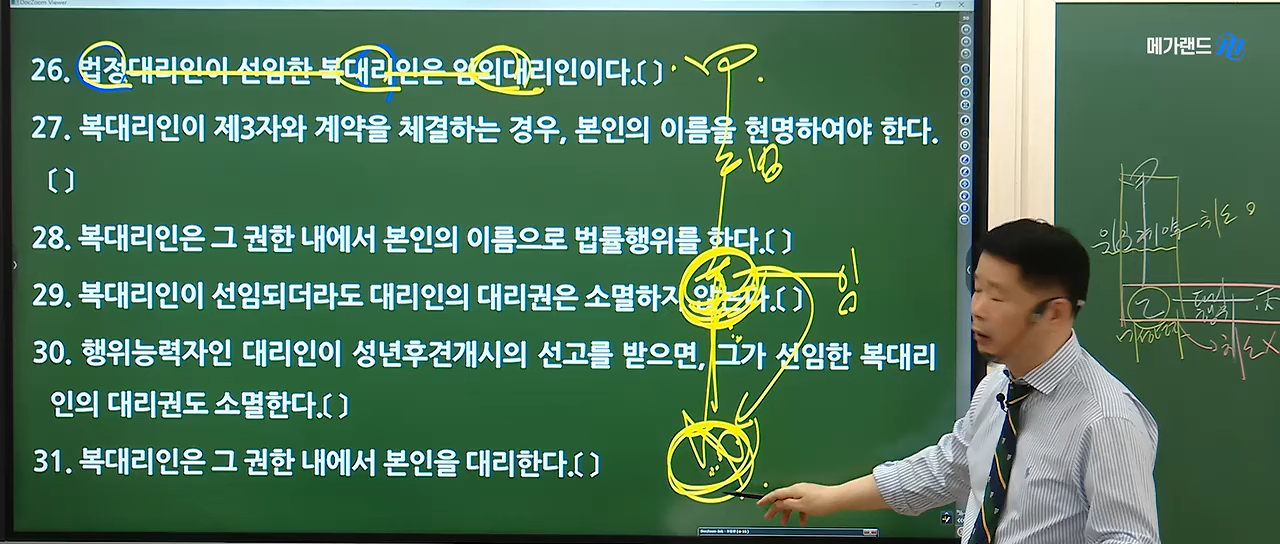 DocZoom Viewer
메가랜드
26. 법정대리인이 선임한 복대리인은 임의대리인이다.( )
27. 복대리인이 제3자와 계약을 체결하는 경우, 본인의 이름을 현명하여야 한다.
( )
28. 복대리인은 그 권한 내에서 본인의 이름으로 법률행위를 한다.( )
29. 복대리인이 선임되더라도 대리인의 대리권은 소멸하지 않는다.( )
30. 행위능력자인 대리인이 성년후견개시의 선고를 받으면, 그가 선임한 복대리
인의 대리권도 소멸한다.( )
31. 복대리인은 그 권한 내에서 본인을 대리한다.( )